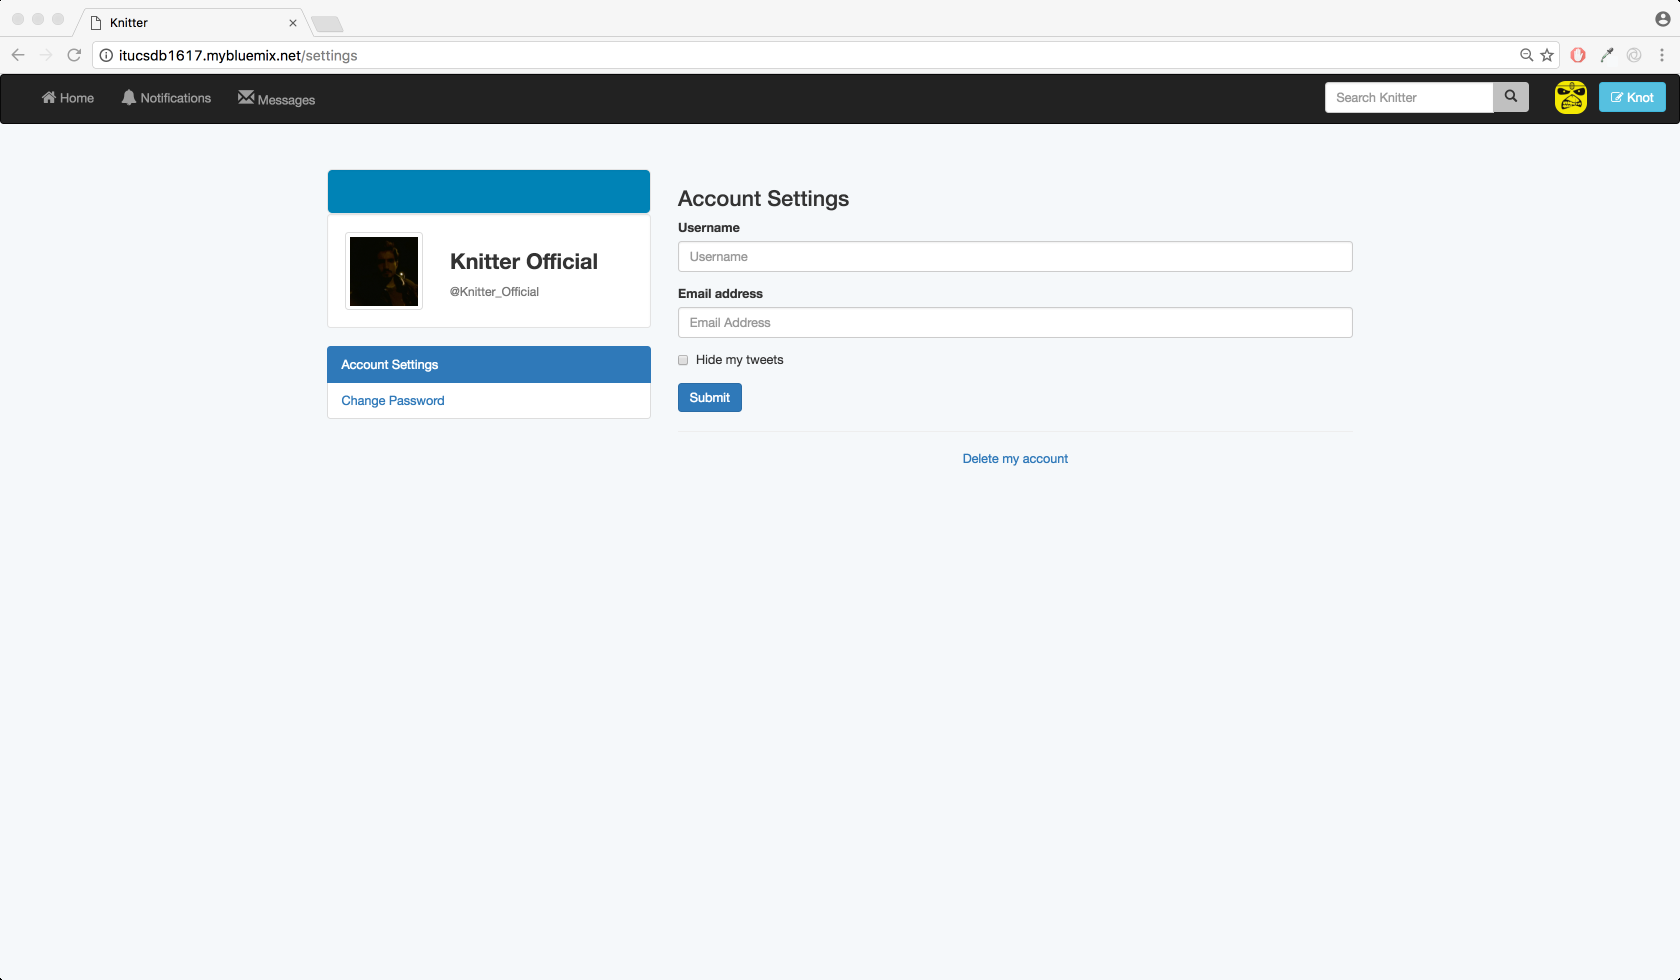 Knitter
itucsdb1617.mybluemix.net/settings
Home Notifications Messages Search Knitter Knot
Knitter Official
@Knitter_Official
Account Settings
Change Password
Account Settings
Username
Username
Email address
Email Address
Hide my tweets
Submit
Delete my account